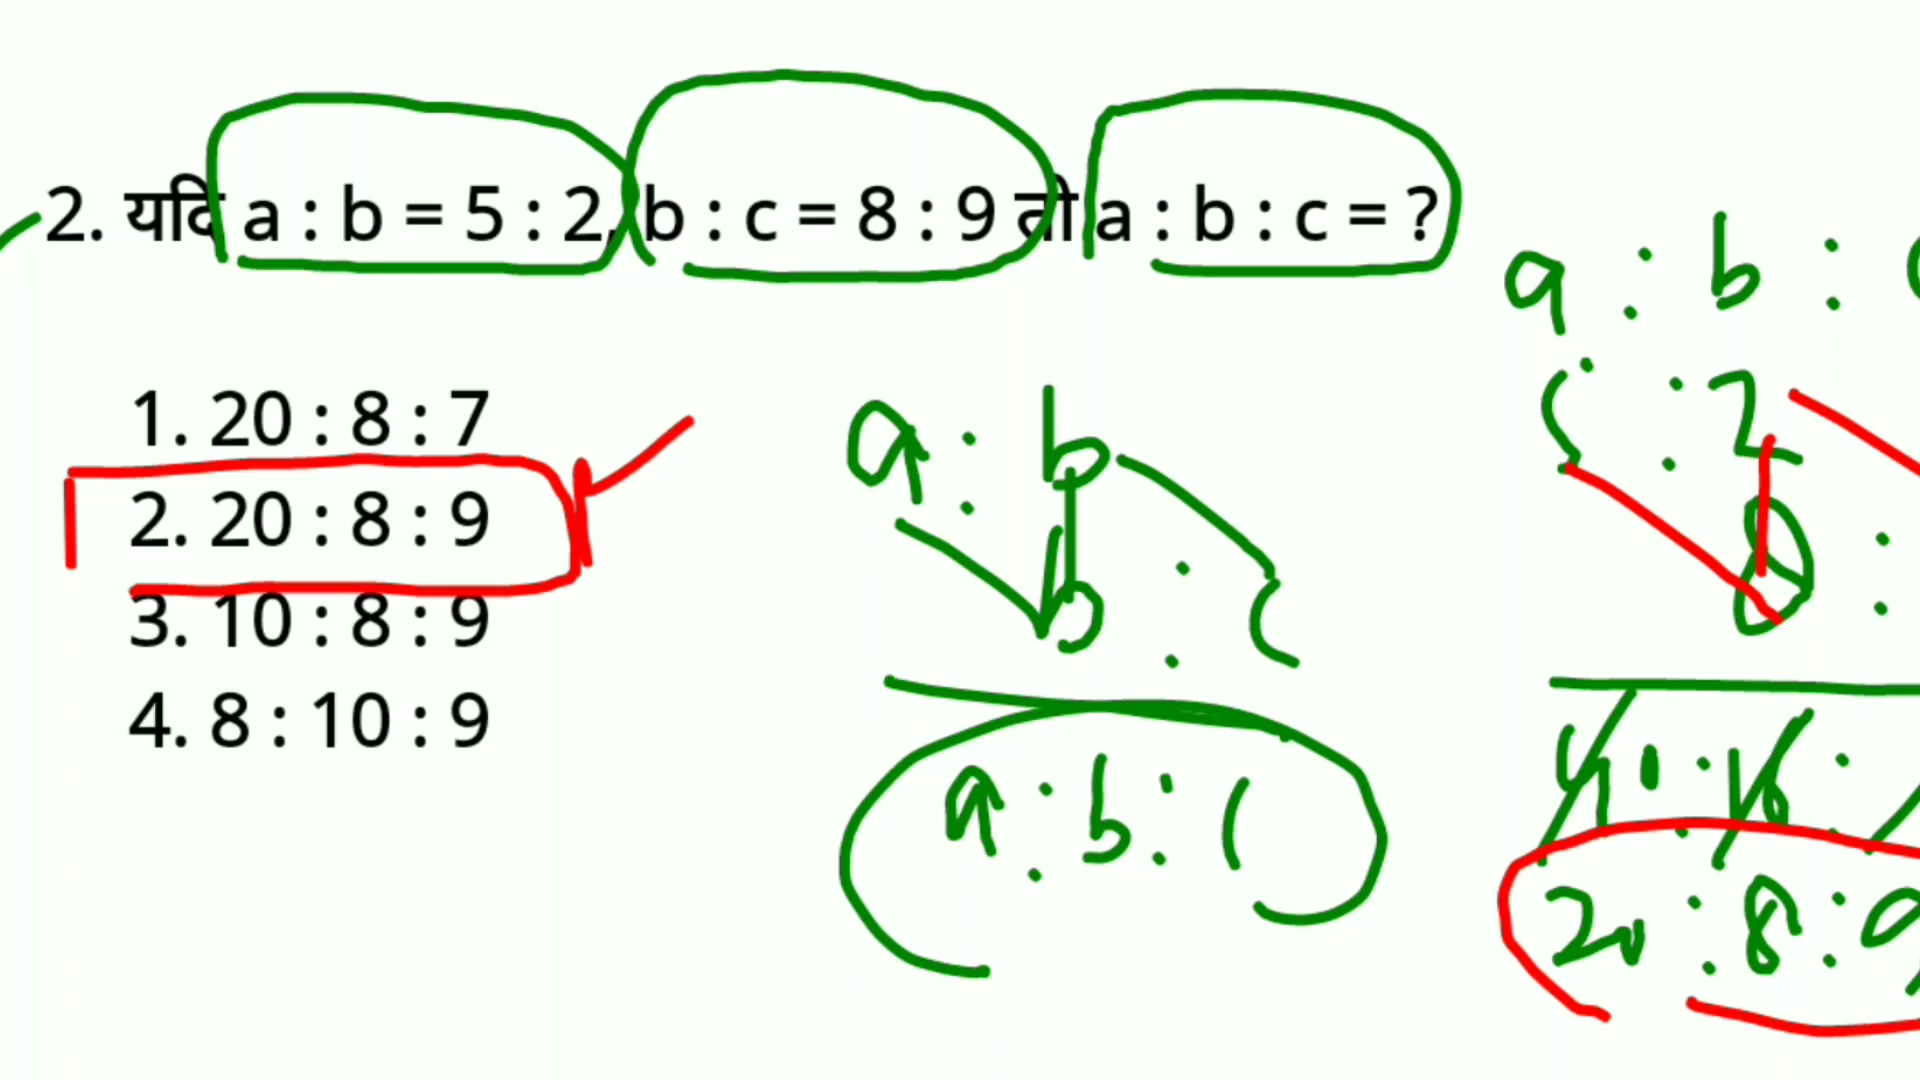 2. यदि a : b = 5 : 2, b : c = 8 : 9 तो a : b : c = ?
1. 20 : 8 : 7
2. 20 : 8 : 9
3. 10 : 8 : 9
4. 8 : 10 : 9
a : b
b : c
a : b : c
a : b :
: 2
8 :
40 : 16 :
20 : 8 : 9